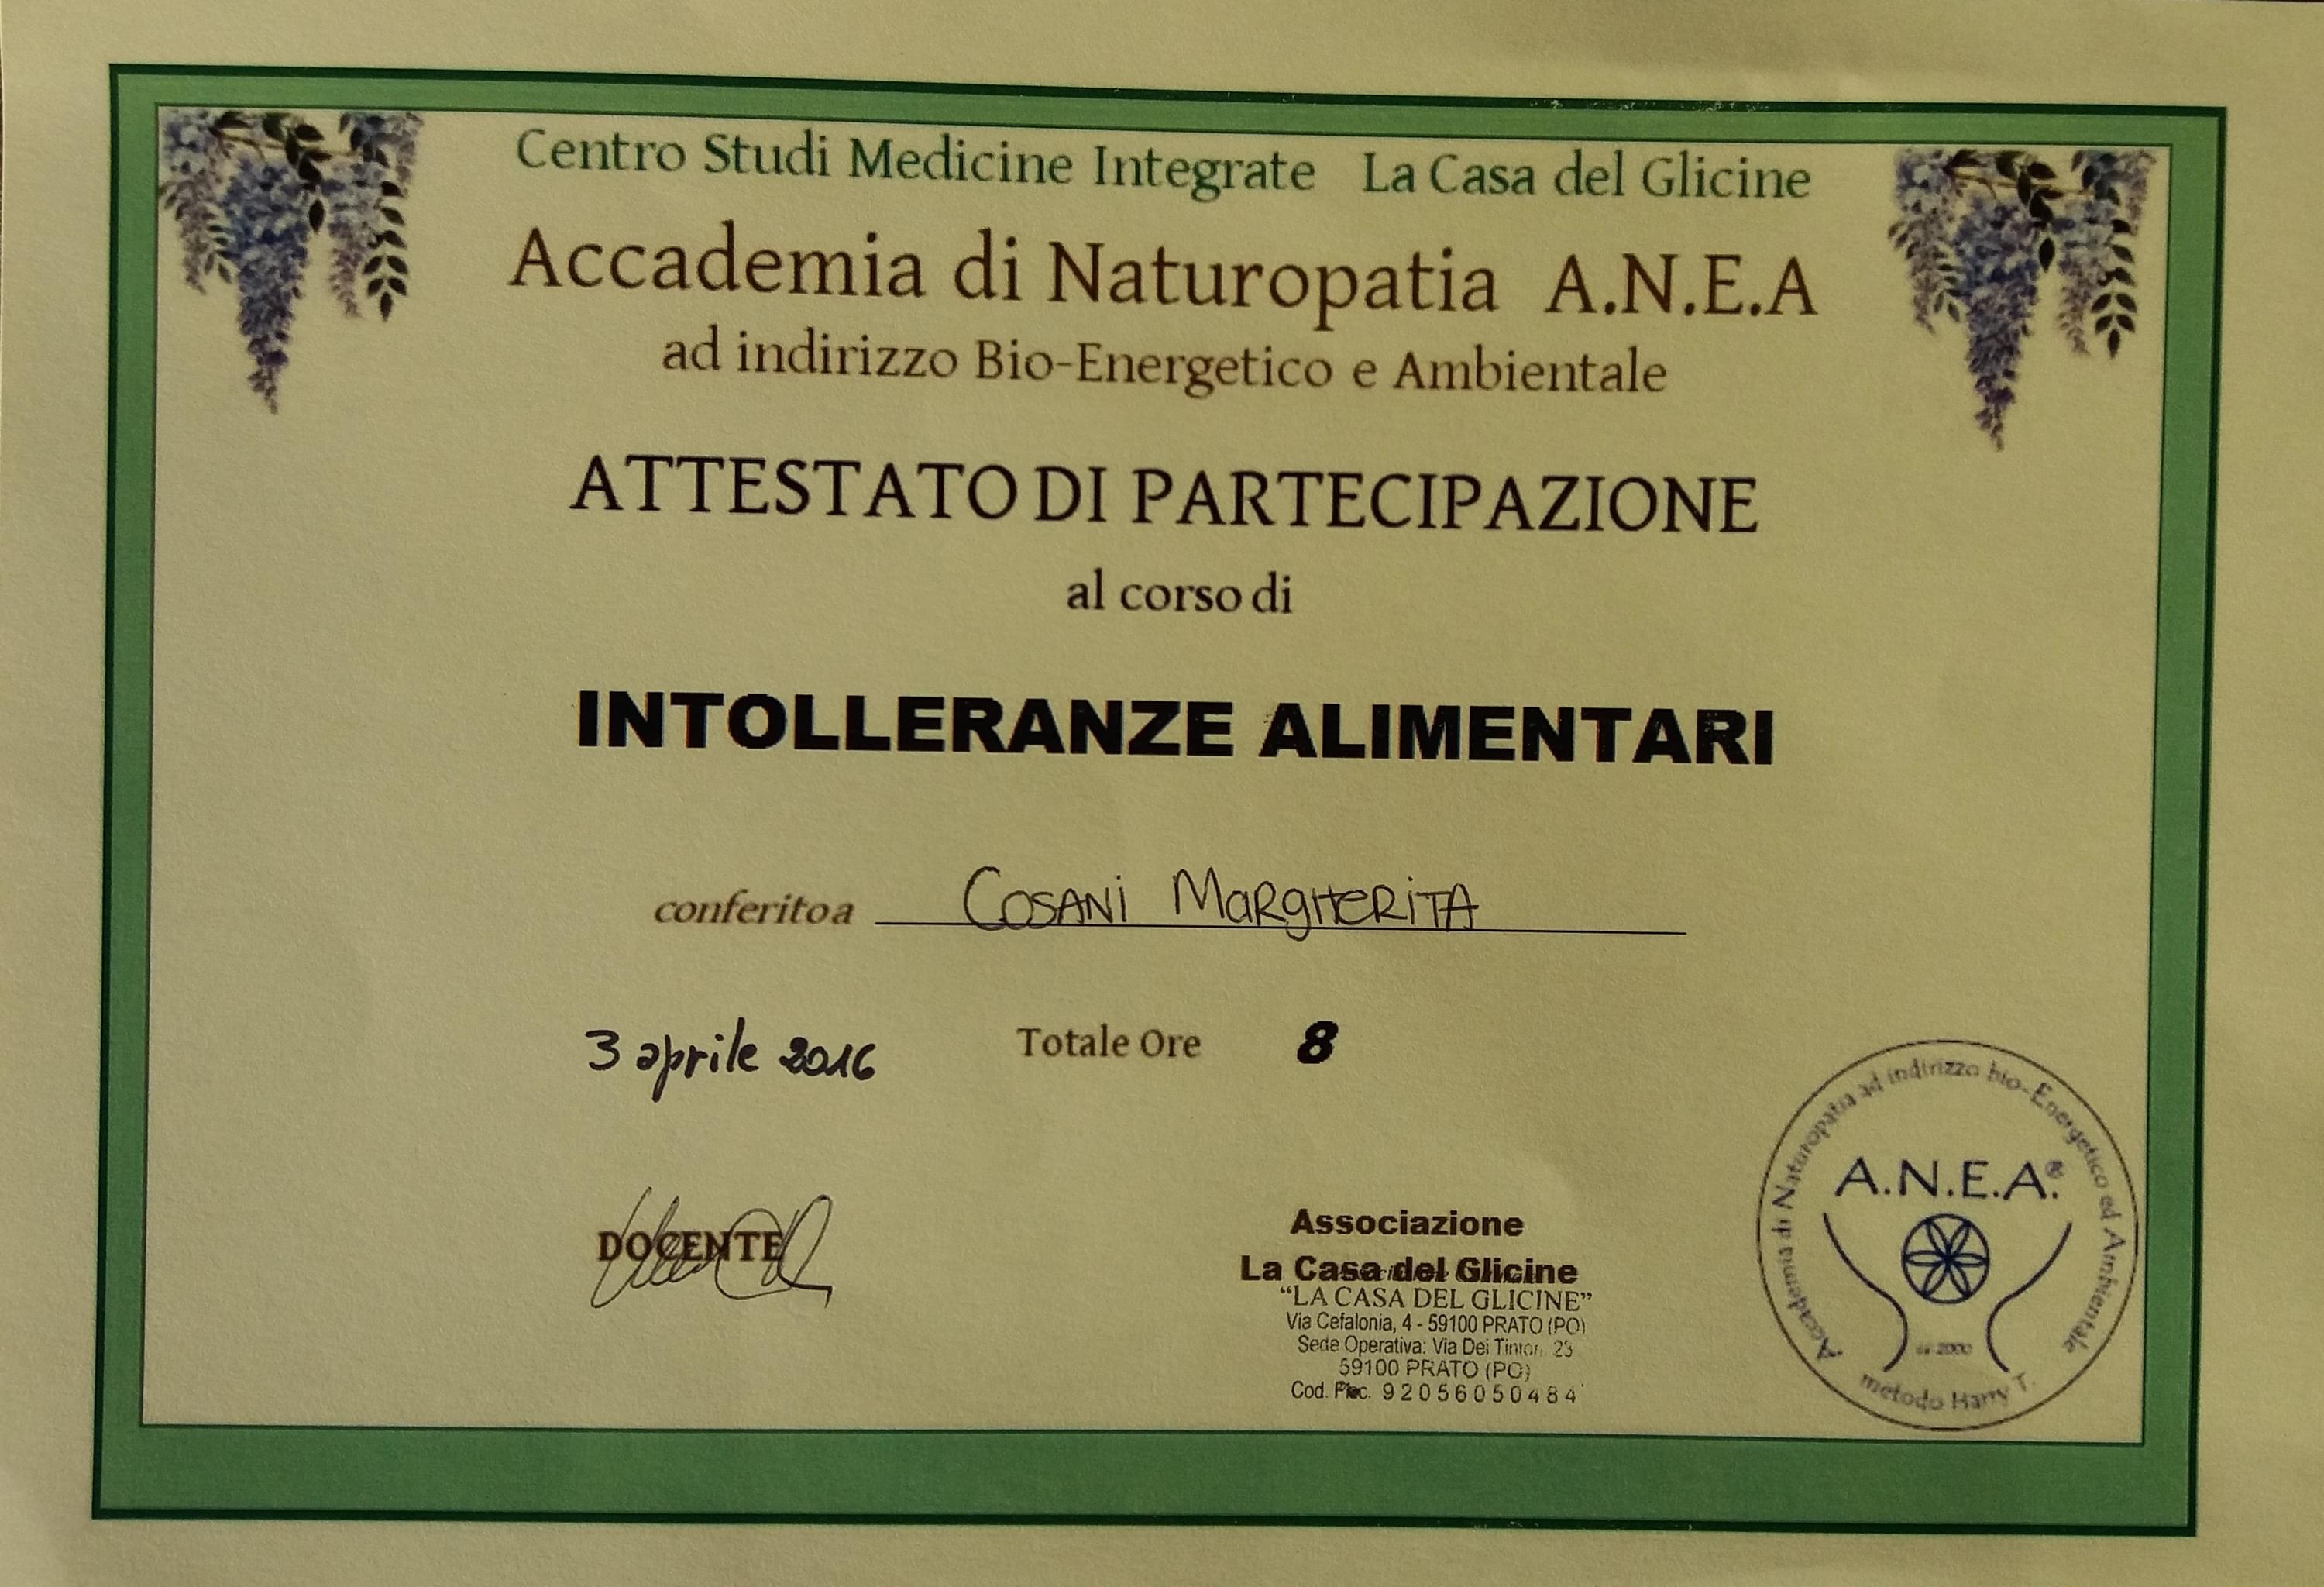 Centro Studi Medicine Integrate La Casa del Glicine
Accademia di Naturopatia A.N.E.A
ad indirizzo Bio-Energetico e Ambientale
ATTESTATO DI PARTECIPAZIONE
al corso di
INTOLLERANZE ALIMENTARI
conferito a COSANI MARGHERITA
3 aprile 2016 Totale Ore 8
DOCENTE
Associazione
La Casa del Glicine
"LA CASA DEL GLICINE"
Via Cefalonia, 4 - 59100 PRATO (PO)
Sede Operativa: Via Dei Tintori, 23
59100 PRATO (PO)
Cod. Fisc. 92056050484
Accademia di Naturopatia ad indirizzo bio-Energetico ed Ambientale
A.N.E.A.®
metodo Harry T.